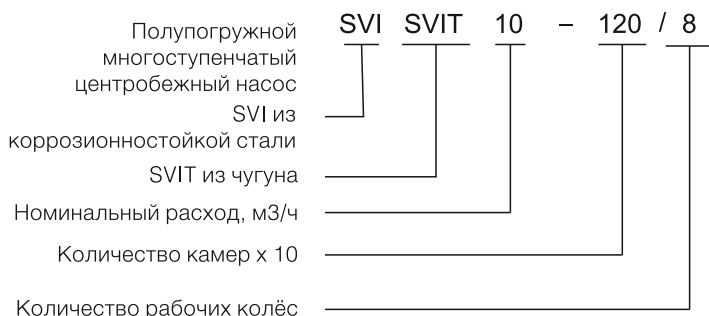 SVI SVIT 10 – 120 / 8
Полупогружной
многоступенчатый
центробежный насос
SVI из
коррозионностойкой стали
SVIT из чугуна
Номинальный расход, м3/ч
Количество камер х 10
Количество рабочих колёс